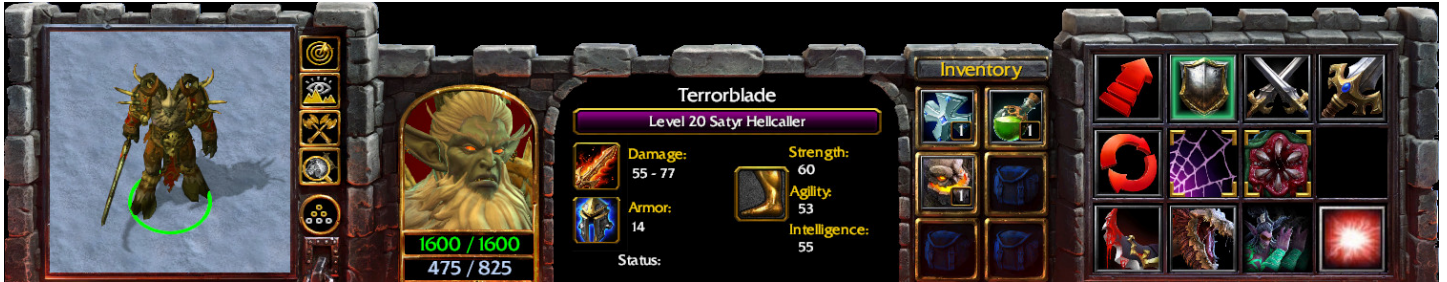 1600 / 1600
475 / 825
Terrorblade
Level 20 Satyr Hellcaller
Damage:
55 - 77
Armor:
14
Strength:
60
Agility:
53
Intelligence:
55
Status:
Inventory
1
1
1